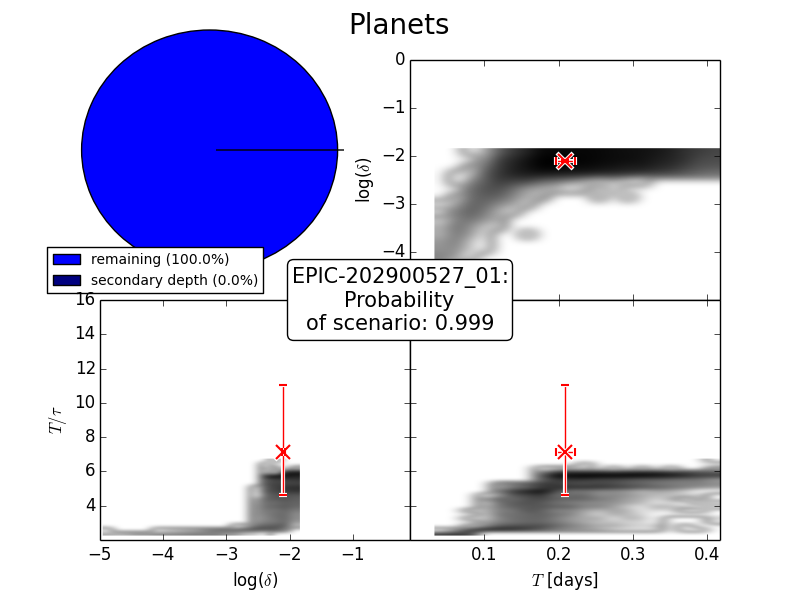 Planets
0
−1
−2
−3
−4
log(δ)
remaining (100.0%)
secondary depth (0.0%)
EPIC-202900527_01:
Probability
of scenario: 0.999
16
14
12
10
8
6
4
T/τ
−5 −4 −3 −2 −1
log(δ)
0.1 0.2 0.3 0.4
T [days]